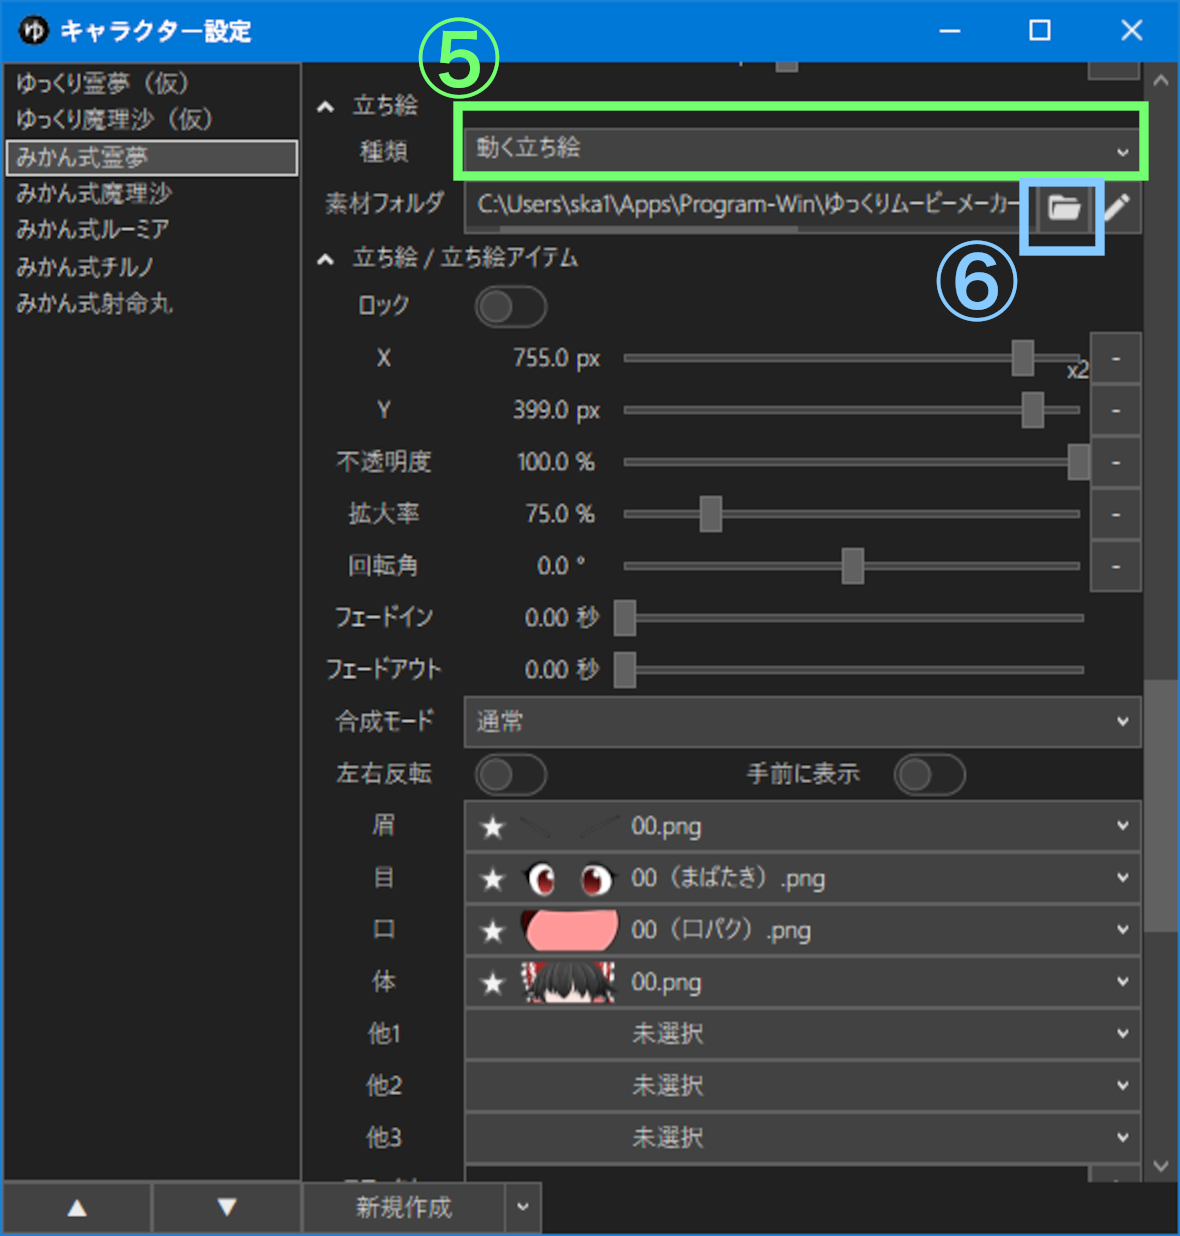 ゆ キャラクター設定
⑤
ゆっくり霊夢（仮）
ゆっくり魔理沙（仮）
みかん式霊夢
みかん式魔理沙
みかん式ルーミア
みかん式チルノ
みかん式射命丸
立ち絵
種類 動く立ち絵
素材フォルダ C:\Users\ska1\Apps\Program-Win\ゆっくりムービーメーカー
⑥
立ち絵 / 立ち絵アイテム
ロック
X 755.0 px x2 -
Y 399.0 px -
不透明度 100.0 % -
拡大率 75.0 % -
回転角 0.0 ° -
フェードイン 0.00 秒
フェードアウト 0.00 秒
合成モード 通常
左右反転 手前に表示
眉 ★ 00.png
目 ★ 00（まばたき）.png
口 ★ 00（口パク）.png
体 ★ 00.png
他1 未選択
他2 未選択
他3 未選択
▲ ▼ 新規作成